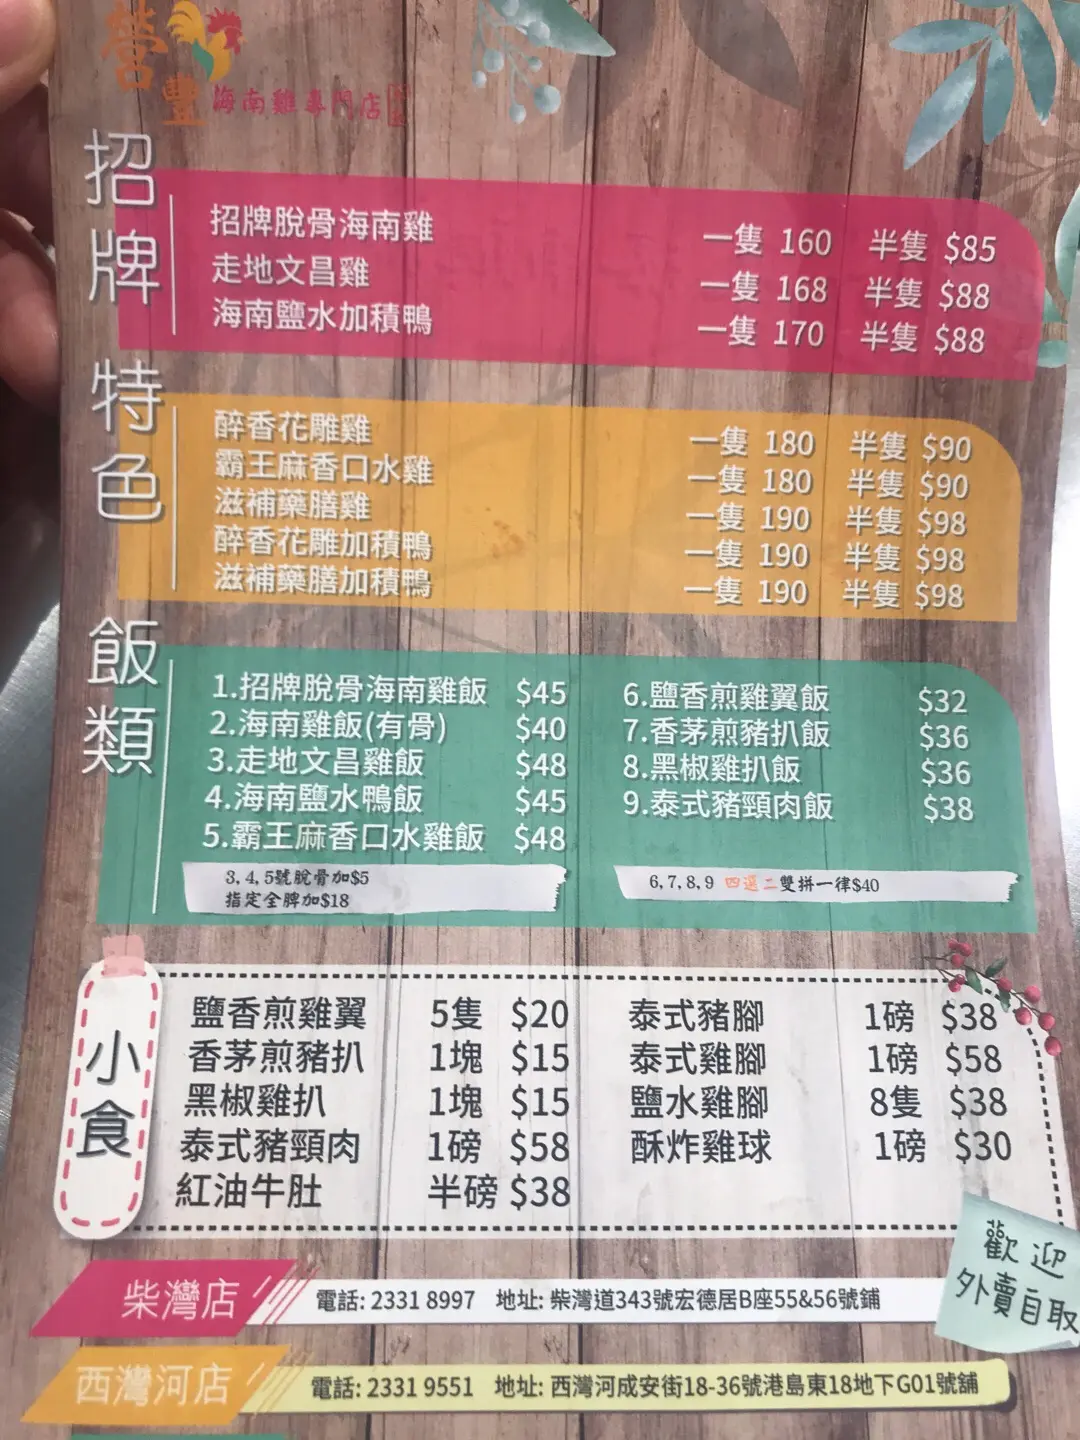 營豐海南雞專門店
招牌
招牌脫骨海南雞 一隻 160 半隻 $85
走地文昌雞 一隻 168 半隻 $88
海南鹽水加積鴨 一隻 170 半隻 $88
特色
醉香花雕雞 一隻 180 半隻 $90
霸王麻香口水雞 一隻 180 半隻 $90
滋補藥膳雞 一隻 190 半隻 $98
醉香花雕加積鴨 一隻 190 半隻 $98
滋補藥膳加積鴨 一隻 190 半隻 $98
飯類
1.招牌脫骨海南雞飯 $45
2.海南雞飯(有骨) $40
3.走地文昌雞飯 $48
4.海南鹽水鴨飯 $45
5.霸王麻香口水雞飯 $48
3,4,5號脫骨加$5
指定全髀加$18
6.鹽香煎雞翼飯 $32
7.香茅煎豬扒飯 $36
8.黑椒雞扒飯 $36
9.泰式豬頸肉飯 $38
6,7,8,9 四選二雙拼一律$40
小食
鹽香煎雞翼 5隻 $20
香茅煎豬扒 1塊 $15
黑椒雞扒 1塊 $15
泰式豬頸肉 1磅 $58
紅油牛肚 半磅 $38
泰式豬腳 1磅 $38
泰式雞腳 1磅 $58
鹽水雞腳 8隻 $38
酥炸雞球 1磅 $30
歡迎
外賣自取
柴灣店 電話: 2331 8997 地址: 柴灣道343號宏德居B座55&56號鋪
西灣河店 電話: 2331 9551 地址: 西灣河成安街18-36號港島東18地下G01號舖